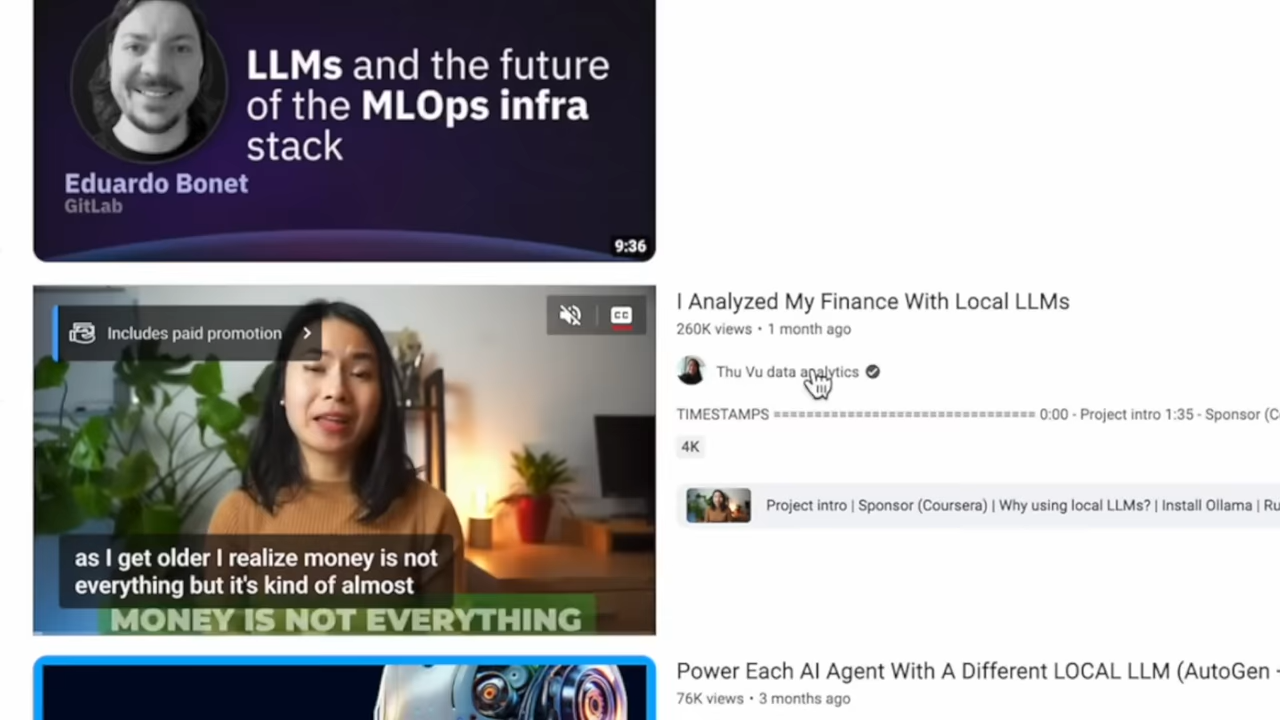 LLMs and the future
of the MLOps infra
stack
Eduardo Bonet
GitLab
9:36
Includes paid promotion
CC
as I get older I realize money is not
everything but it's kind of almost
MONEY IS NOT EVERYTHING
I Analyzed My Finance With Local LLMs
260K views • 1 month ago
Thu Vu data analytics
TIMESTAMPS ============================== 0:00 - Project intro 1:35 - Sponsor (C
4K
Project intro | Sponsor (Coursera) | Why using local LLMs? | Install Ollama | Ru
Power Each AI Agent With A Different LOCAL LLM (AutoGen
76K views • 3 months ago